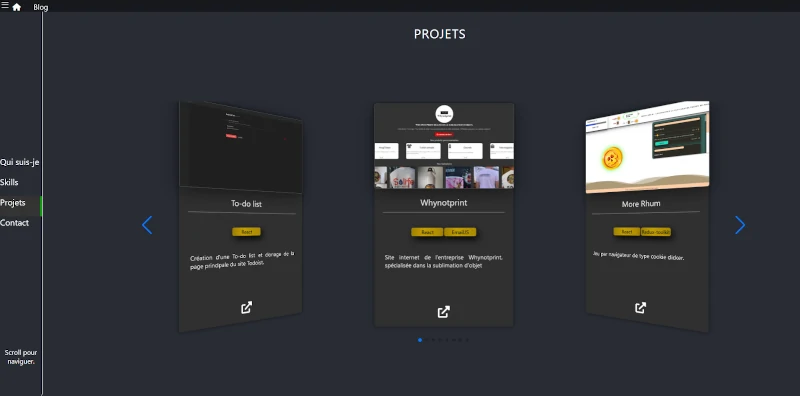 Blog
PROJETS
Qui suis-je
Skills
Projets
Contact
Scroll pour
naviguer.
To-do list
React
Création d'une To-do list et clonage de la
page principale du site Todoist.
Whynotprint
React
EmailJS
Site internet de l'entreprise Whynotprint,
spécialisée dans la sublimation d'objet
More Rhum
React
Redux-toolkit
Jeu par navigateur de type cookie clicker.